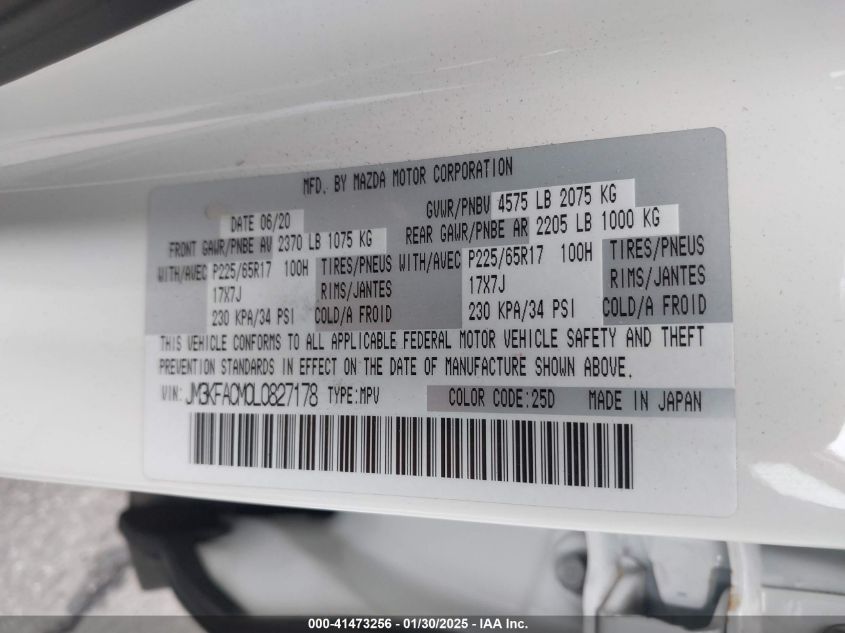 MFD. BY MAZDA MOTOR CORPORATION
DATE 06/20 GVWR/PNBV 4575 LB 2075 KG
FRONT GAWR/PNBE AV 2370 LB 1075 KG REAR GAWR/PNBE AR 2205 LB 1000 KG
WITH/AVEC P225/65R17 100H TIRES/PNEUS WITH/AVEC P225/65R17 100H TIRES/PNEUS
17X7J RIMS/JANTES 17X7J RIMS/JANTES
230 KPA/34 PSI COLD/A FROID 230 KPA/34 PSI COLD/A FROID
THIS VEHICLE CONFORMS TO ALL APPLICABLE FEDERAL MOTOR VEHICLE SAFETY AND THEFT
PREVENTION STANDARDS IN EFFECT ON THE DATE OF MANUFACTURE SHOWN ABOVE.
VIN: JM3KFACM0L0827178 TYPE:MPV COLOR CODE:25D MADE IN JAPAN
000-41473256 - 01/30/2025 - IAA Inc.